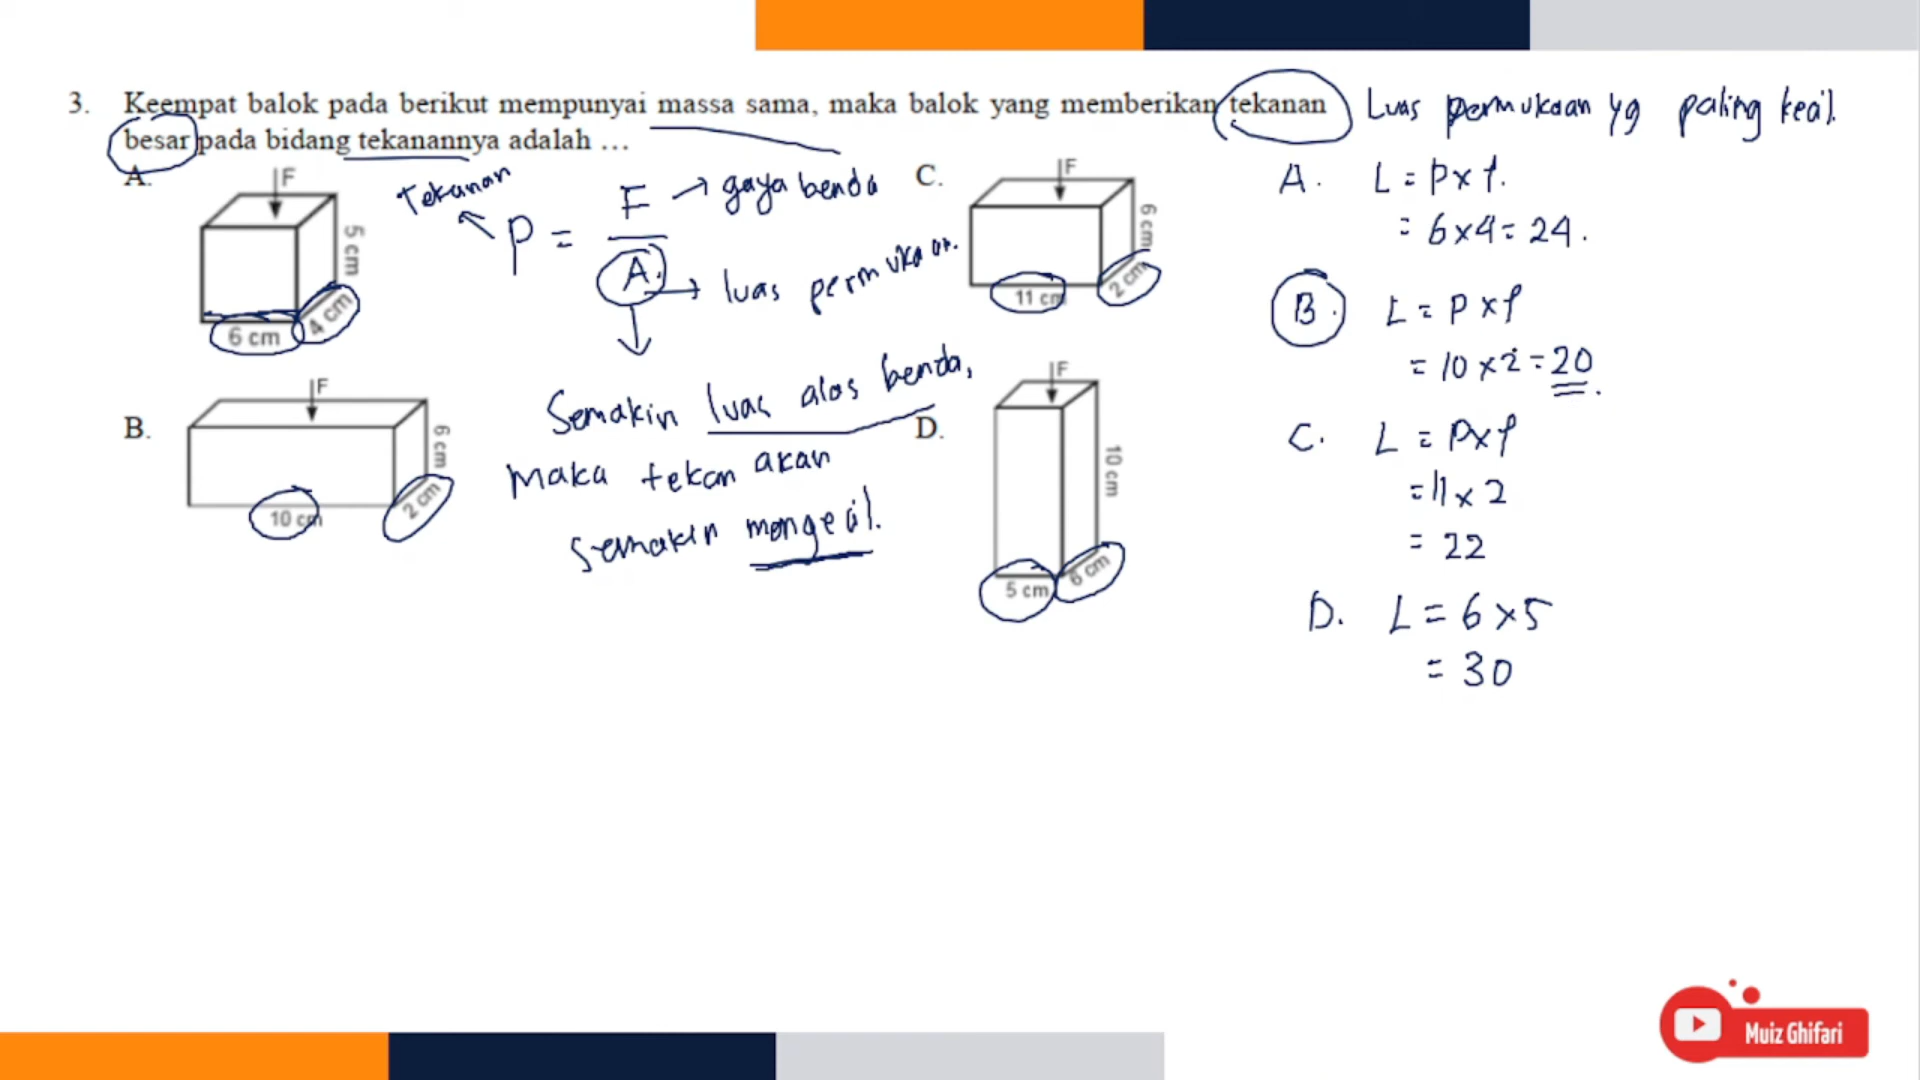 3. Keempat balok pada berikut mempunyai massa sama, maka balok yang memberikan tekanan
besar pada bidang tekanannya adalah ...
Luas permukaan yg paling kecil.
A.
F
5 cm
6 cm
4 cm
Tekanan
P = F / A.
gaya benda
luas permukaan.
B.
F
6 cm
10 cm
2 cm
Semakin luas alas benda,
Maka tekan akan
semakin mengecil.
C.
F
6 cm
11 cm
2 cm
D.
F
10 cm
5 cm
6 cm
A. L = P x l.
= 6 x 4 = 24.
B. L = P x l
= 10 x 2 = 20.
C. L = P x l
= 11 x 2
= 22
D. L = 6 x 5
= 30
Muiz Ghifari